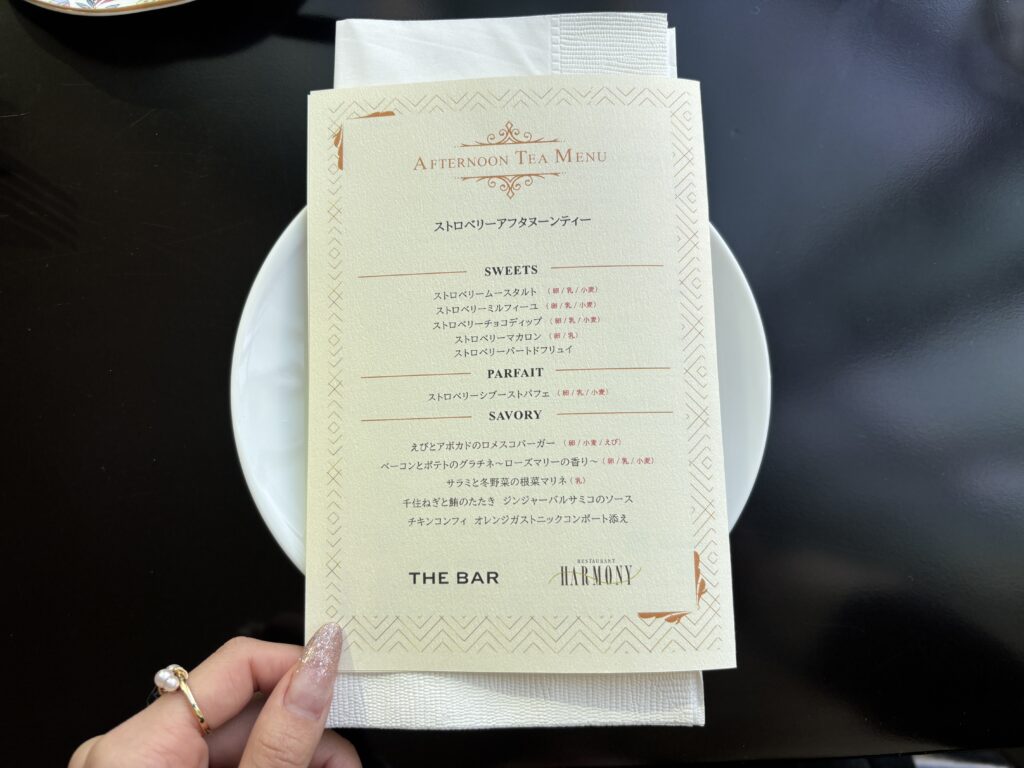 AFTERNOON TEA MENU
ストロベリーアフタヌーンティー
SWEETS
ストロベリームースタルト (卵/乳/小麦)
ストロベリーミルフィーユ (卵/乳/小麦)
ストロベリーチョコディップ (卵/乳/小麦)
ストロベリーマカロン (卵/乳)
ストロベリーパートドフリュイ
PARFAIT
ストロベリーシブーストパフェ (卵/乳/小麦)
SAVORY
えびとアボカドのロメスコバーガー (卵/小麦/えび)
ベーコンとポテトのグラチネ~ローズマリーの香り~ (卵/乳/小麦)
サラミと冬野菜の根菜マリネ (乳)
千住ねぎと鮪のたたき ジンジャーバルサミコのソース
チキンコンフィ オレンジガストニックコンポート添え
THE BAR
RESTAURANT
HARMONY